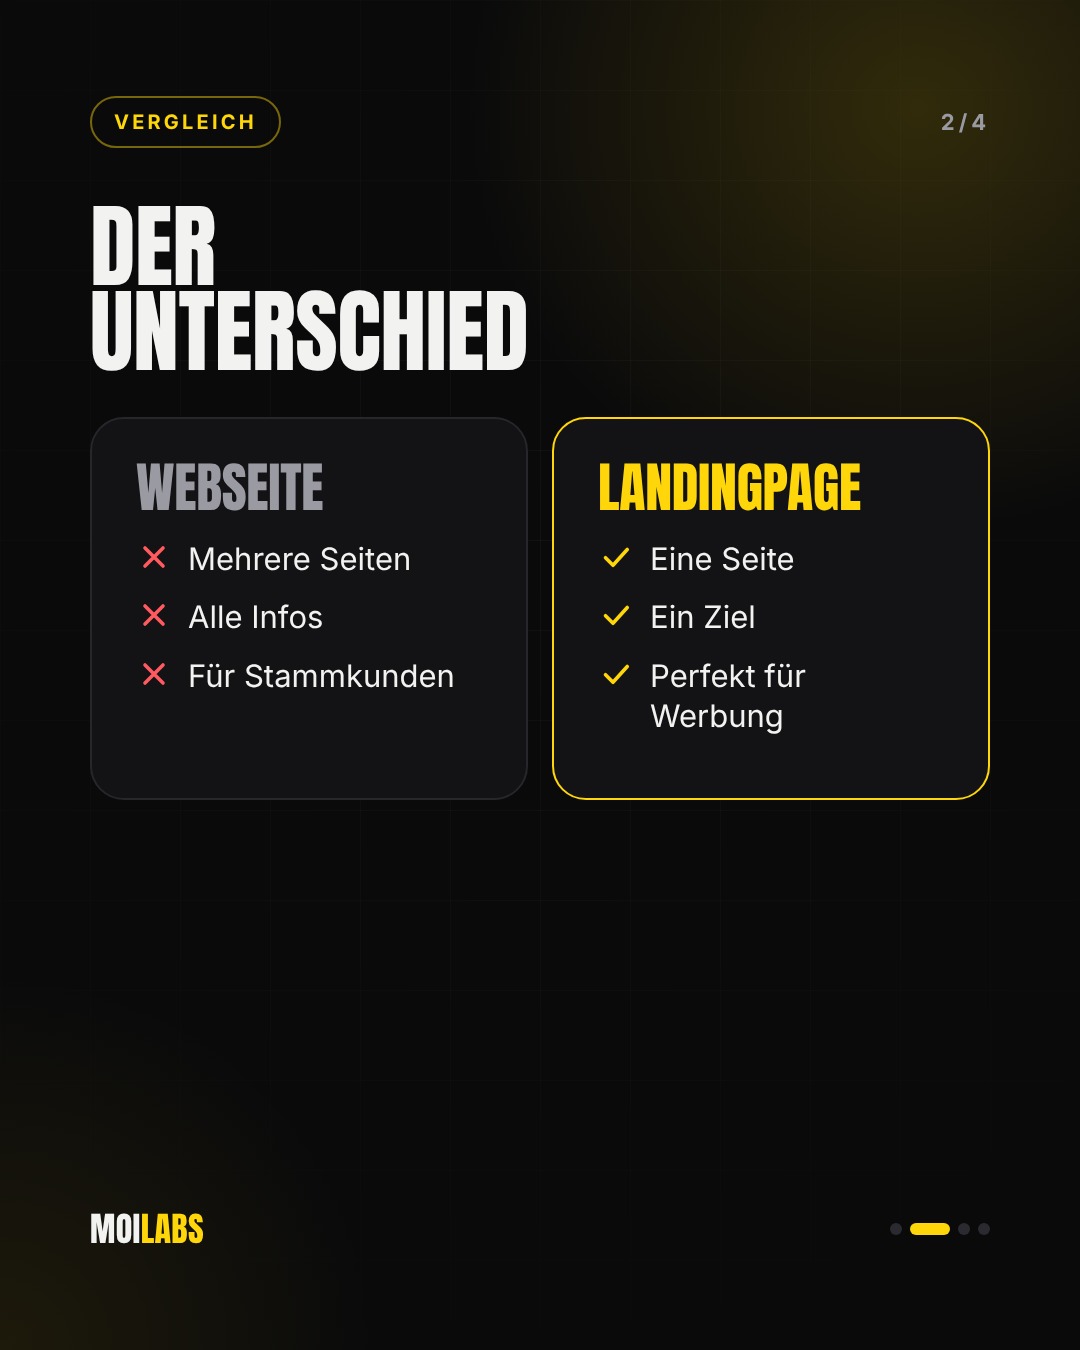 VERGLEICH
2/4
DER
UNTERSCHIED
WEBSEITE
Mehrere Seiten
Alle Infos
Für Stammkunden
LANDINGPAGE
Eine Seite
Ein Ziel
Perfekt für
Werbung
MOILABS